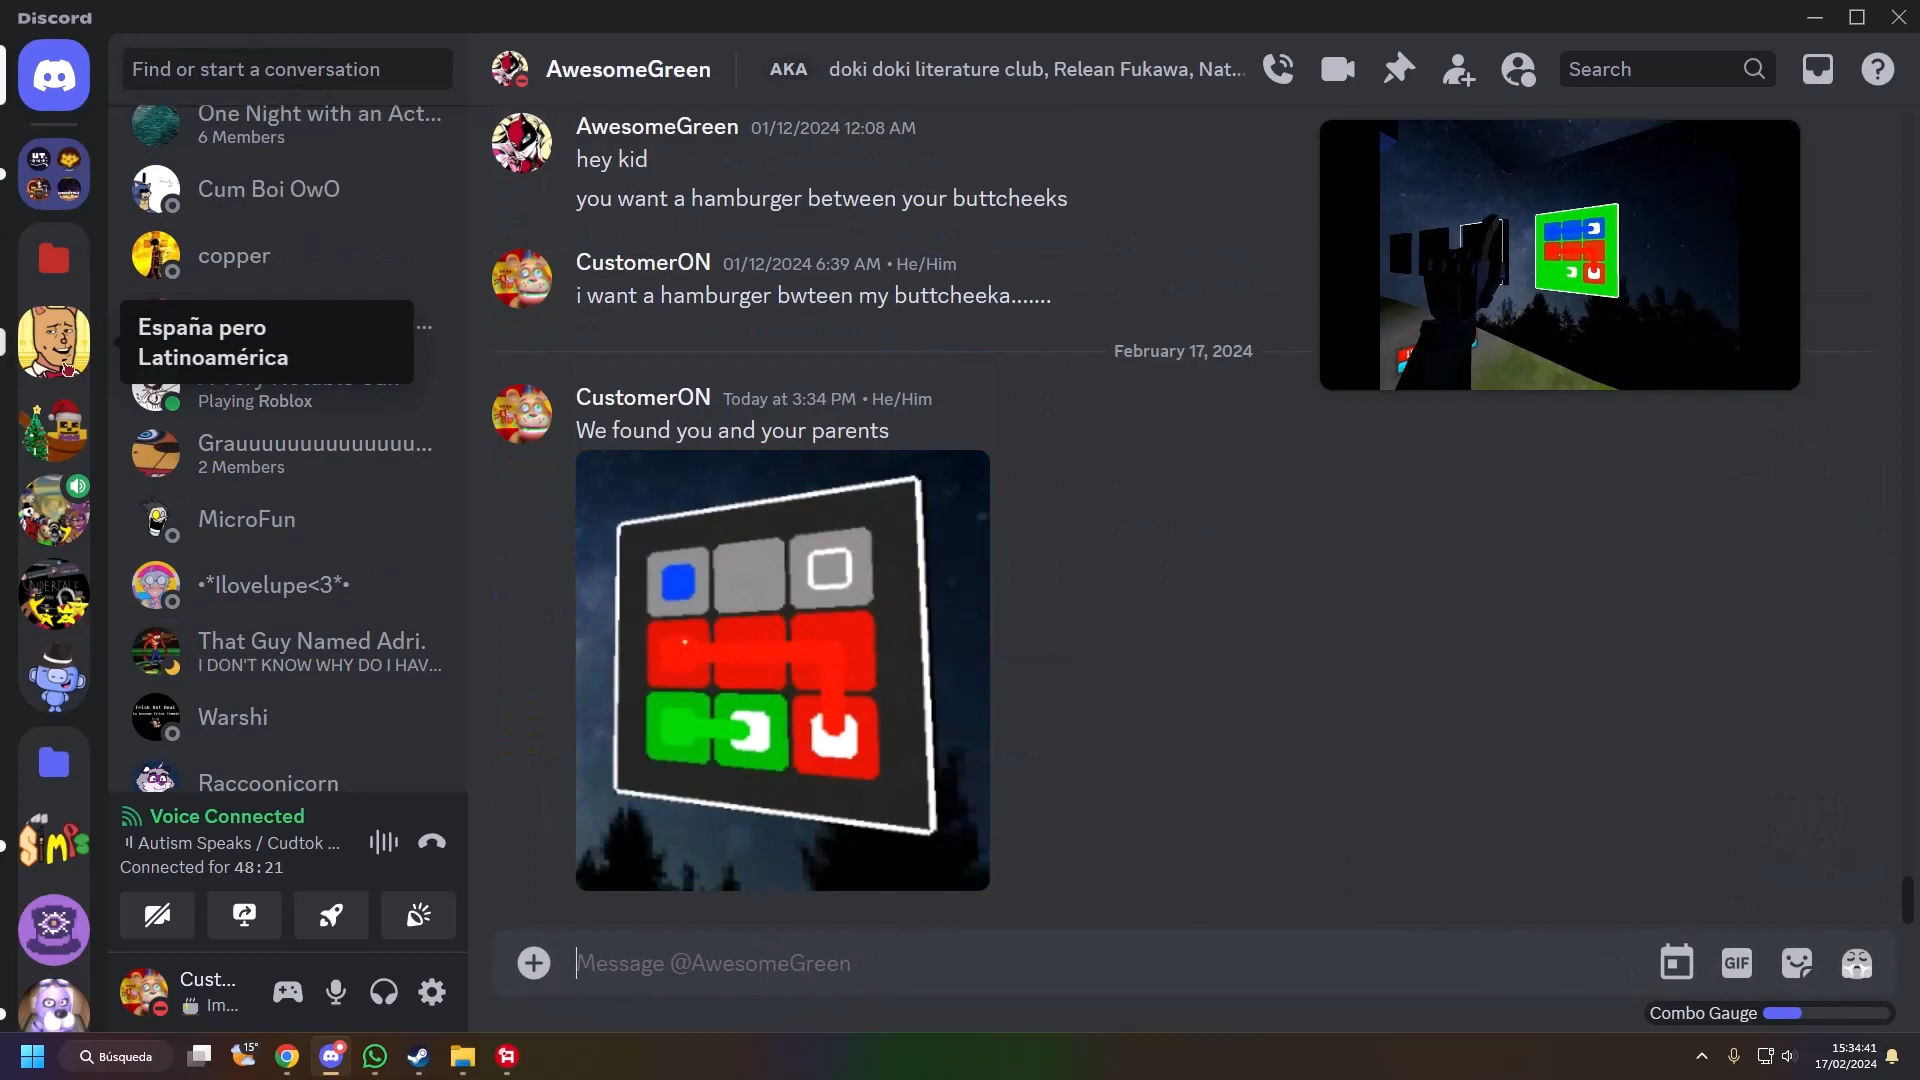 Discord
Find or start a conversation
One Night with an Act...
6 Members
Cum Boi OwO
copper
España pero
Latinoamérica
...
Playing Roblox
Grauuuuuuuuuuuuuuu...
2 Members
MicroFun
•*Ilovelupe<3*•
That Guy Named Adri.
I DON'T KNOW WHY DO I HAV...
Warshi
Raccoonicorn
Voice Connected
Autism Speaks / Cudtok ...
Connected for 48:21
Cust...
Im...
AwesomeGreen
AKA doki doki literature club, Relean Fukawa, Nat...
Search
AwesomeGreen 01/12/2024 12:08 AM
hey kid
you want a hamburger between your buttcheeks
CustomerON 01/12/2024 6:39 AM • He/Him
i want a hamburger bwteen my buttcheeka.......
February 17, 2024
CustomerON Today at 3:34 PM • He/Him
We found you and your parents
Message @AwesomeGreen
GIF
Combo Gauge
Búsqueda
15°
15:34:41
17/02/2024